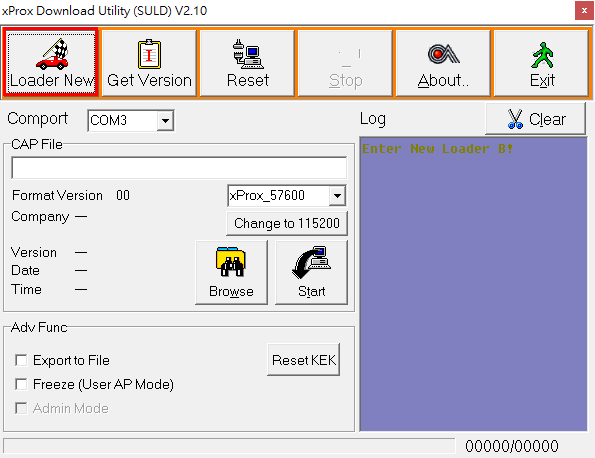 xProx Download Utility (SULD) V2.10
x
Loader New
Get Version
Reset
Stop
About..
Exit
Comport
COM3
Log
Clear
CAP File
Enter New Loader B!
Format Version 00
xProx_57600
Company —
Change to 115200
Version —
Date —
Time —
Browse
Start
Adv Func
Export to File
Reset KEK
Freeze (User AP Mode)
Admin Mode
00000/00000